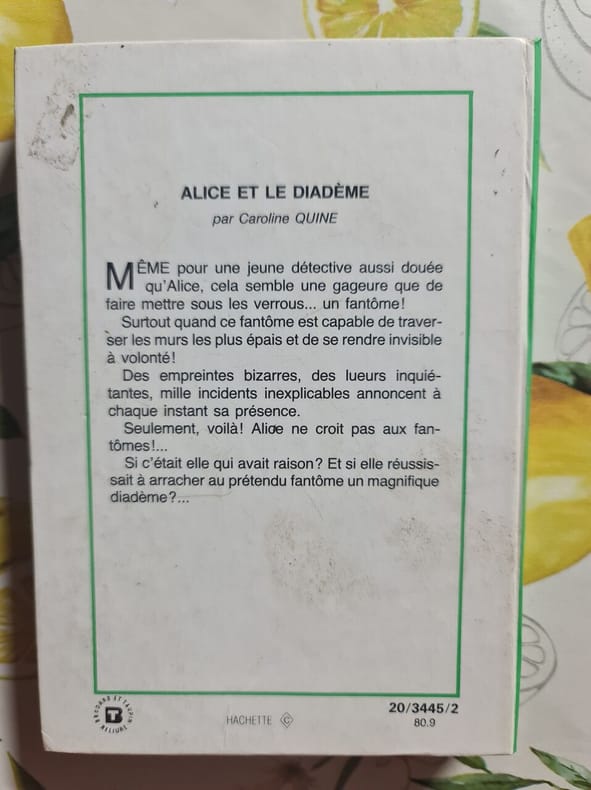 ALICE ET LE DIADÈME
par Caroline QUINE
MÊME pour une jeune détective aussi douée
qu'Alice, cela semble une gageure que de
faire mettre sous les verrous... un fantôme!
Surtout quand ce fantôme est capable de traver-
ser les murs les plus épais et de se rendre invisible
à volonté!
Des empreintes bizarres, des lueurs inquié-
tantes, mille incidents inexplicables annoncent à
chaque instant sa présence.
Seulement, voilà! Alice ne croit pas aux fan-
tômes!...
Si c'était elle qui avait raison? Et si elle réussis-
sait à arracher au prétendu fantôme un magnifique
diadème?...
BRODARD ET TAUPIN
RELIURE
HACHETTE C
20/3445/2
80.9